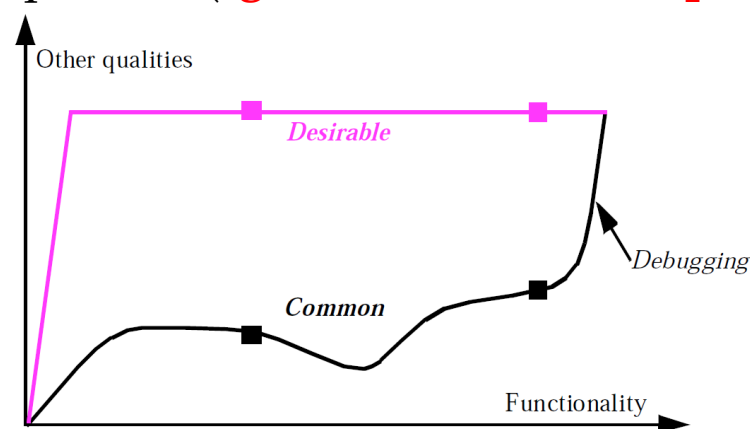 Other qualities
Desirable
Debugging
Common
Functionality